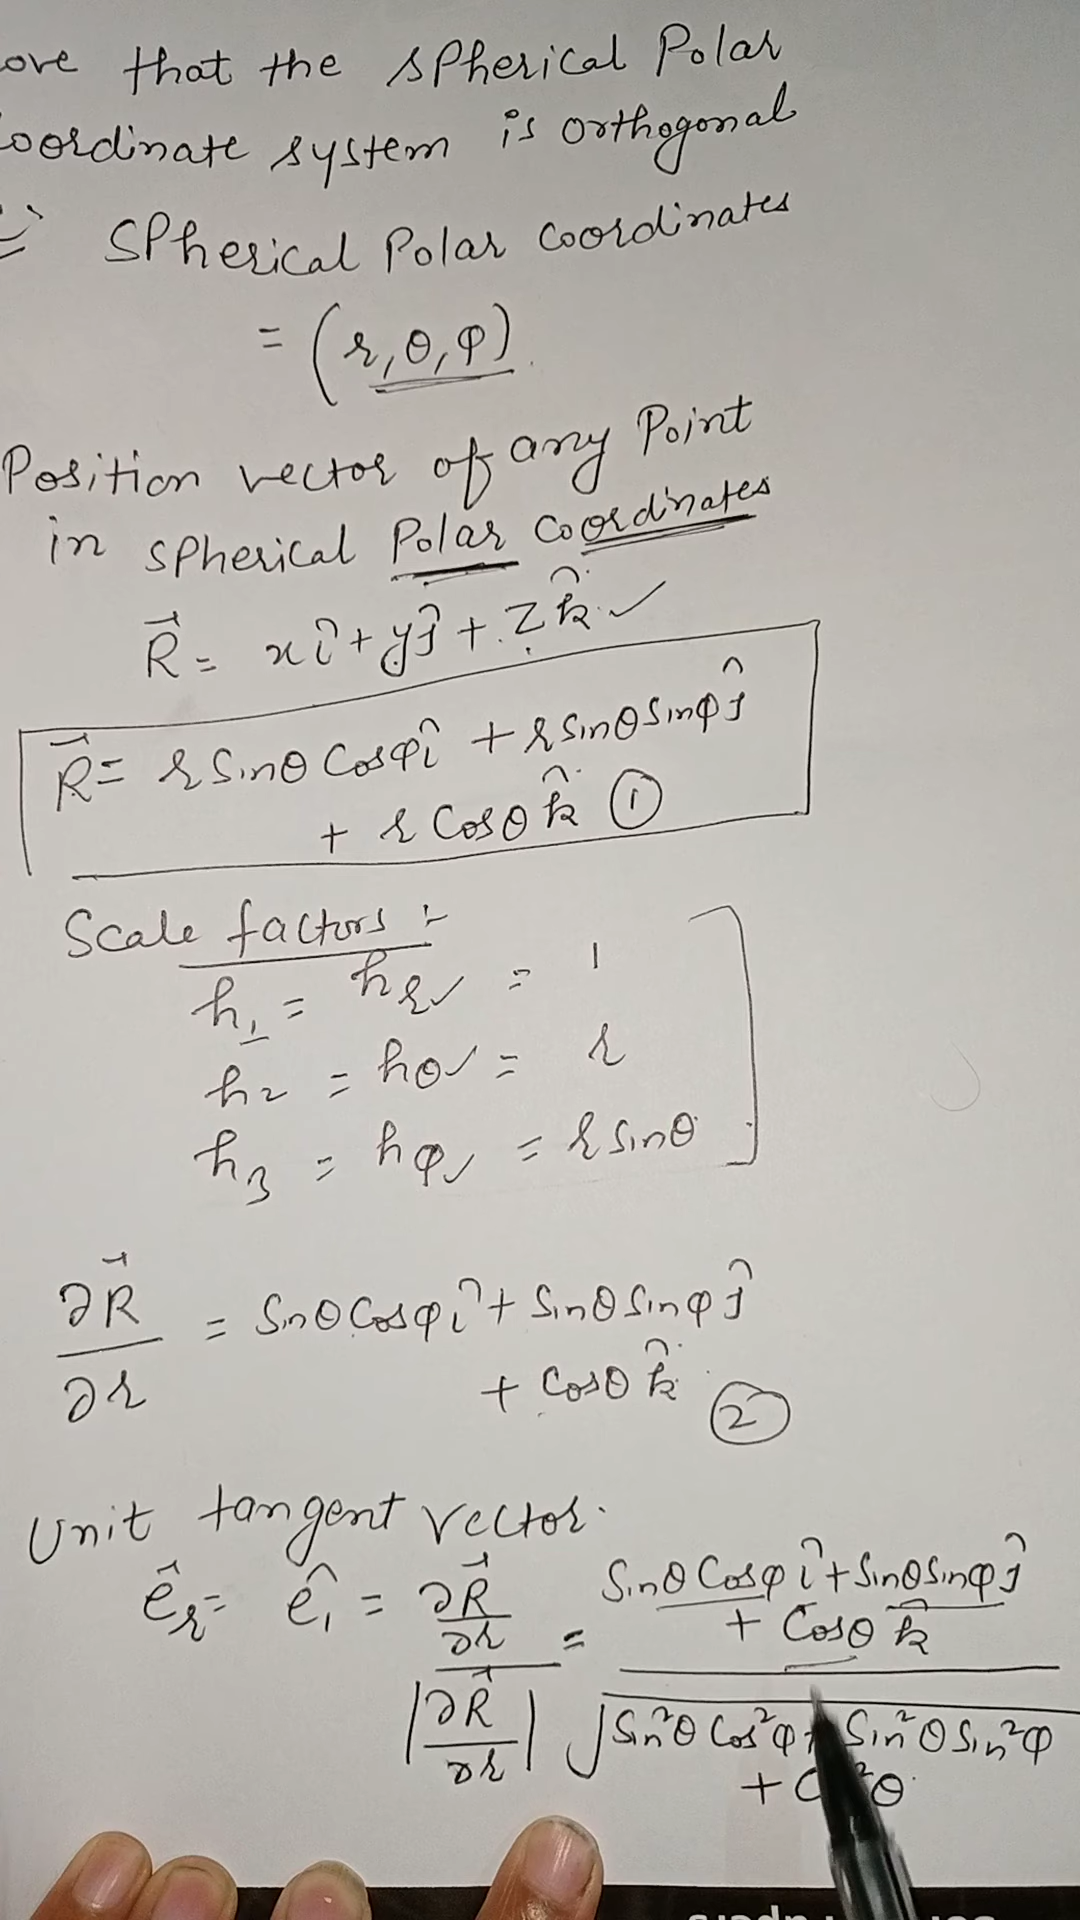 ove that the spherical Polar
oordinate system is orthogonal
Spherical Polar coordinates
= (r, θ, φ)
Position vector of any Point
in spherical Polar coordinates
R⃗ = xî + yĵ + zk̂ ✓
R⃗ = r sinθ cosφ î + r sinθ sinφ ĵ
+ r cosθ k̂ ①
Scale factors :-
h₁ = hr ✓ = 1
h₂ = hθ ✓ = r
h₃ = hφ ✓ = r sinθ
∂R⃗/∂r = sinθ cosφ î + sinθ sinφ ĵ
+ cosθ k̂ ②
Unit tangent vector.
êr = ê₁ = ∂R⃗/∂r / |∂R⃗/∂r| = sinθ cosφ î + sinθ sinφ ĵ
+ cosθ k̂
√sin²θ cos²φ + sin²θ sin²φ
+ c²θ